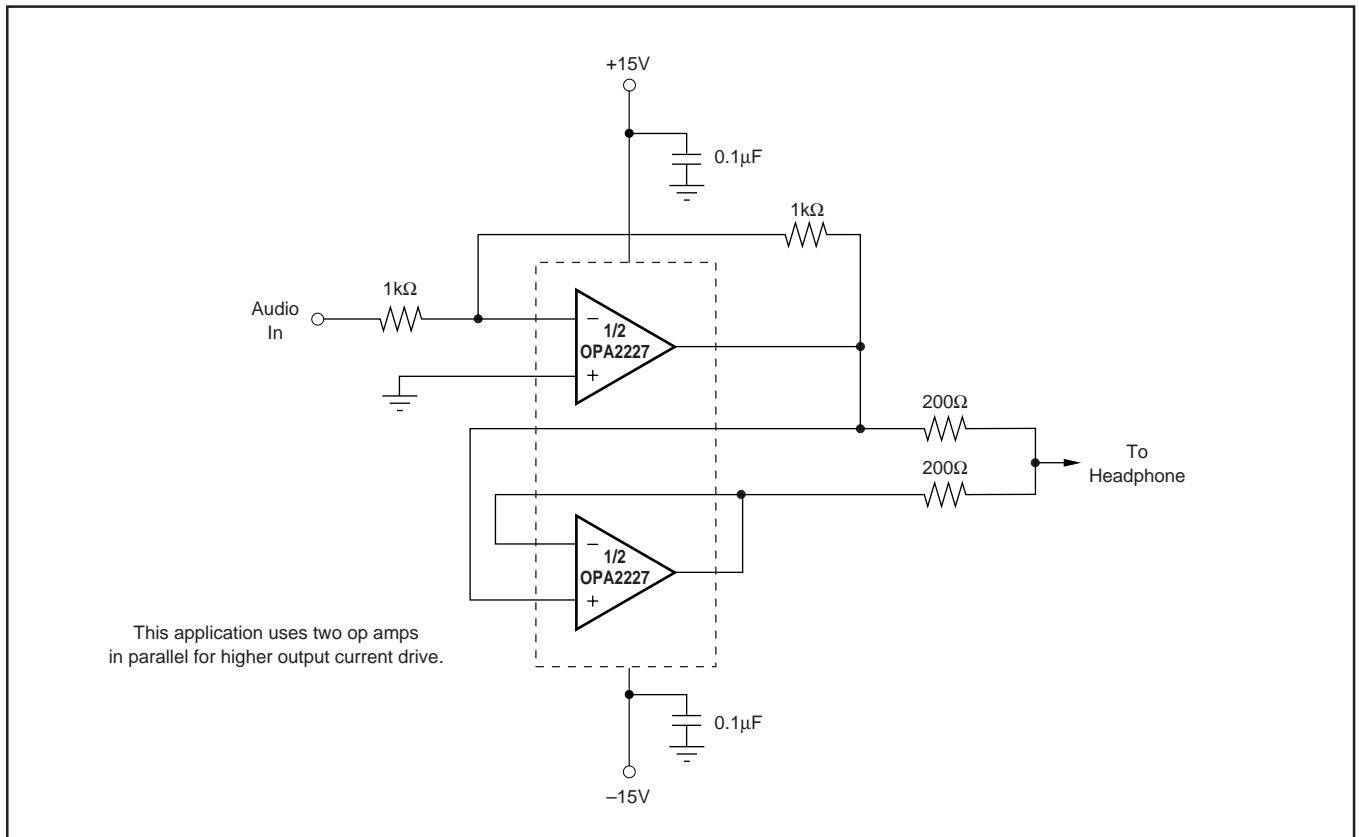 +15V
0.1µF
1kΩ
1kΩ
Audio
In
–
1/2
OPA2227
+
200Ω
To
Headphone
200Ω
–
1/2
OPA2227
+
This application uses two op amps
in parallel for higher output current drive.
0.1µF
–15V